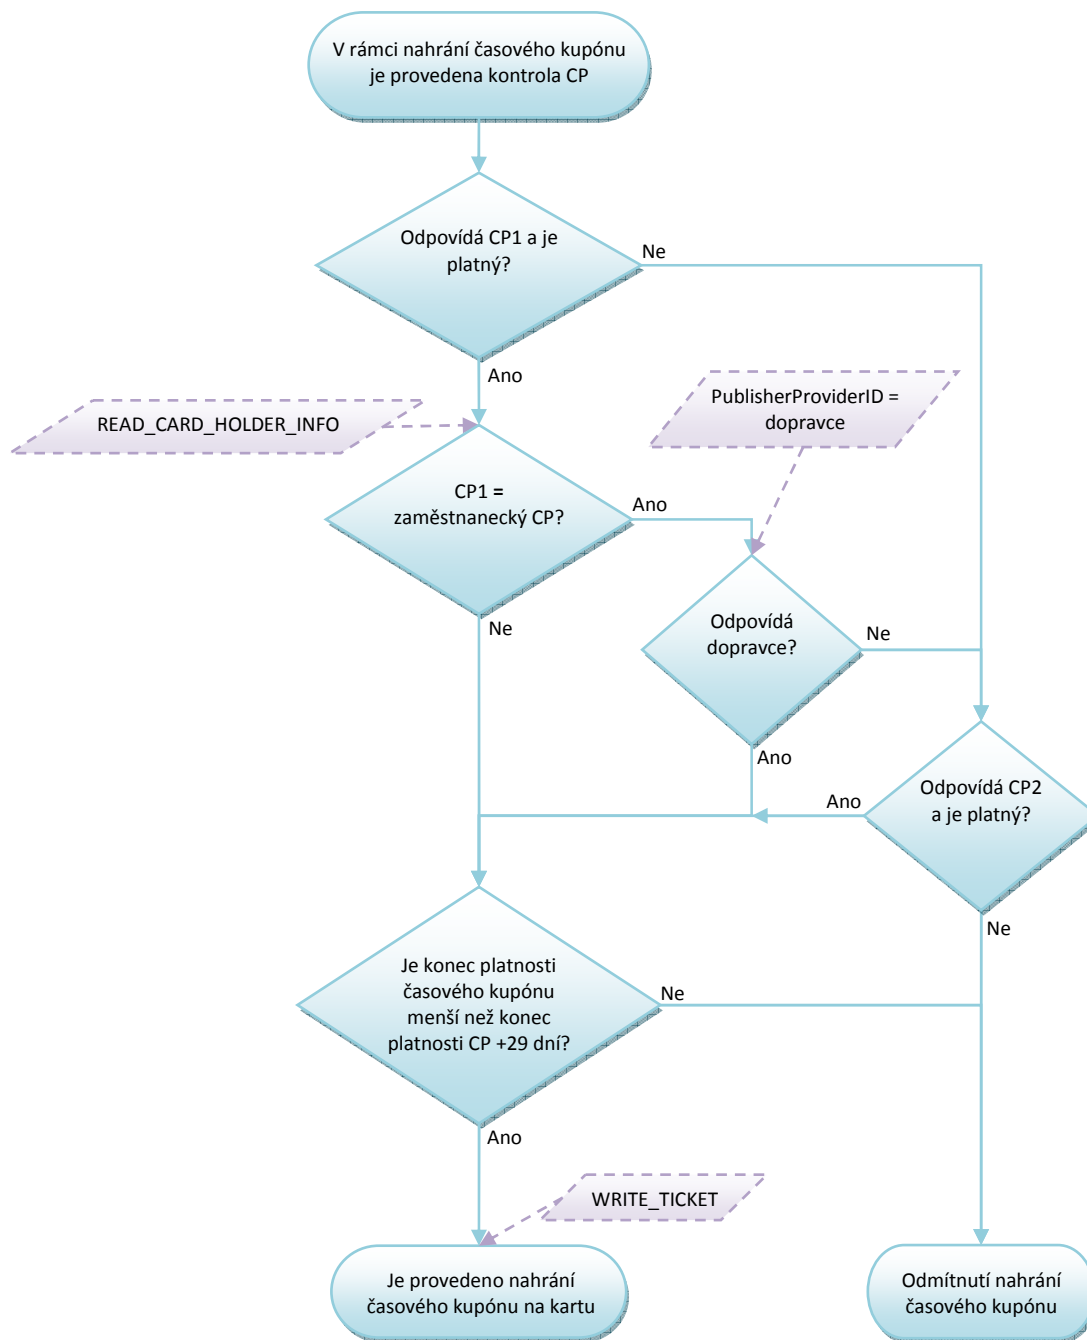 V rámci nahrání časového kupónu
je provedena kontrola CP
Odpovídá CP1 a je
platný?
Ne
Ano
READ_CARD_HOLDER_INFO
PublisherProviderID =
dopravce
CP1 =
zaměstnanecký CP?
Ano
Ne
Odpovídá
dopravce?
Ne
Ano
Odpovídá CP2
a je platný?
Ano
Ne
Je konec platnosti
časového kupónu
menší než konec
platnosti CP +29 dní?
Ne
Ano
WRITE_TICKET
Je provedeno nahrání
časového kupónu na kartu
Odmítnutí nahrání
časového kupónu